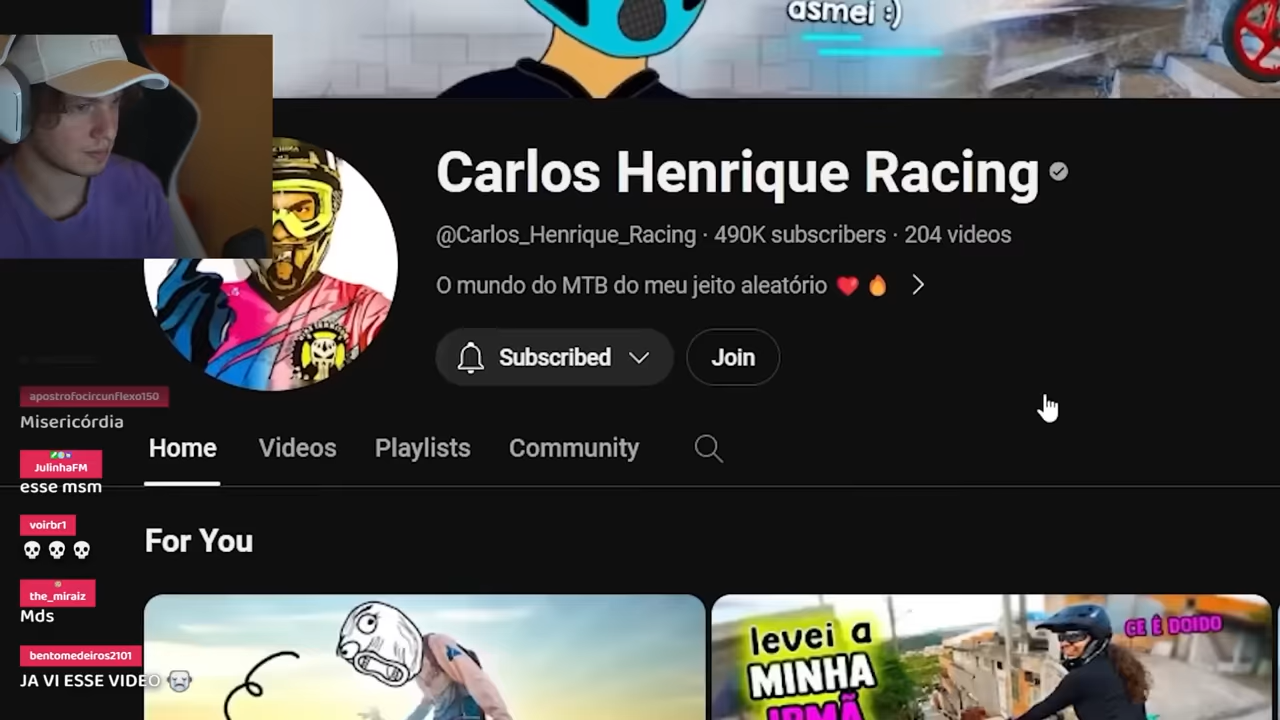 asmei :)
Carlos Henrique Racing
@Carlos_Henrique_Racing · 490K subscribers · 204 videos
O mundo do MTB do meu jeito aleatório ❤️ 🔥
Subscribed
Join
Home Videos Playlists Community
For You
apostrofocircunflexo150
Misericórdia
JulinhaFM
esse msm
voirbr1
💀 💀 💀
the_miraiz
Mds
bentomedeiros2101
JA VI ESSE VIDEO
levei a
MINHA
IRMÃ
CE É DOIDO